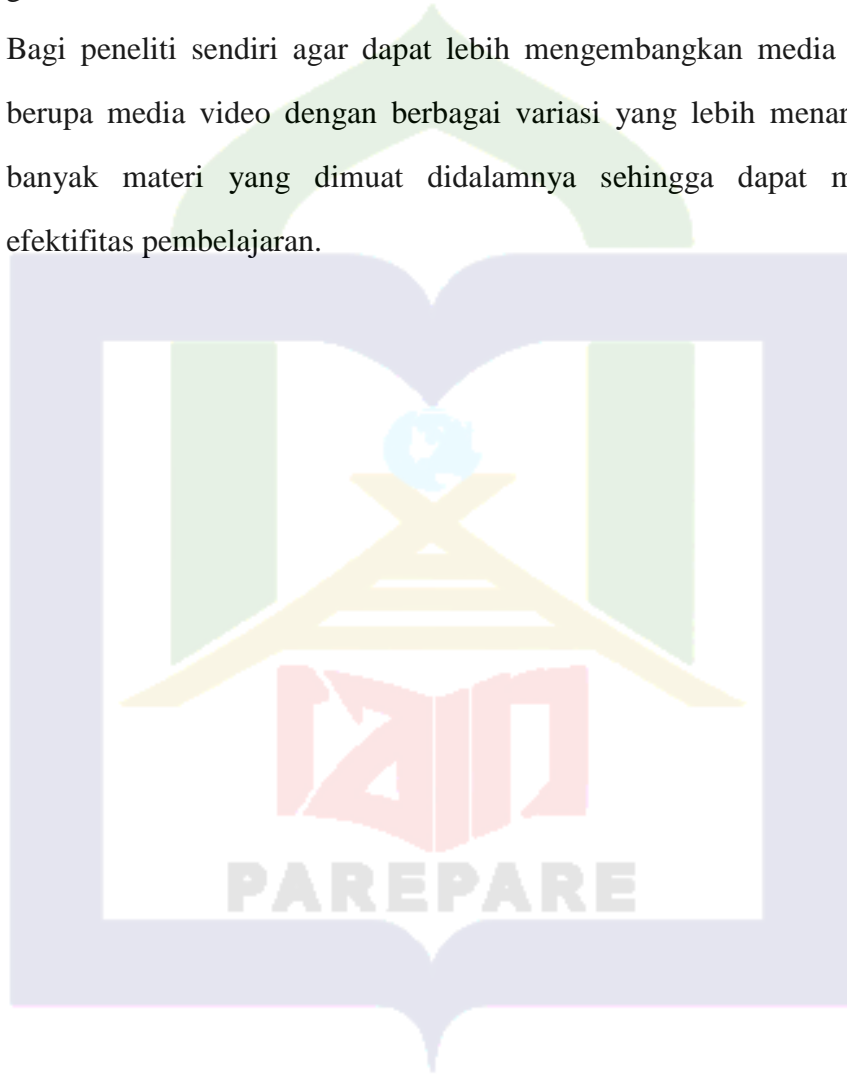 Bagi peneliti sendiri agar dapat lebih mengembangkan media
berupa media video dengan berbagai variasi yang lebih
banyak materi yang dimuat didalamnya sehingga dapat
efektifitas pembelajaran.
iain
PAREPARE